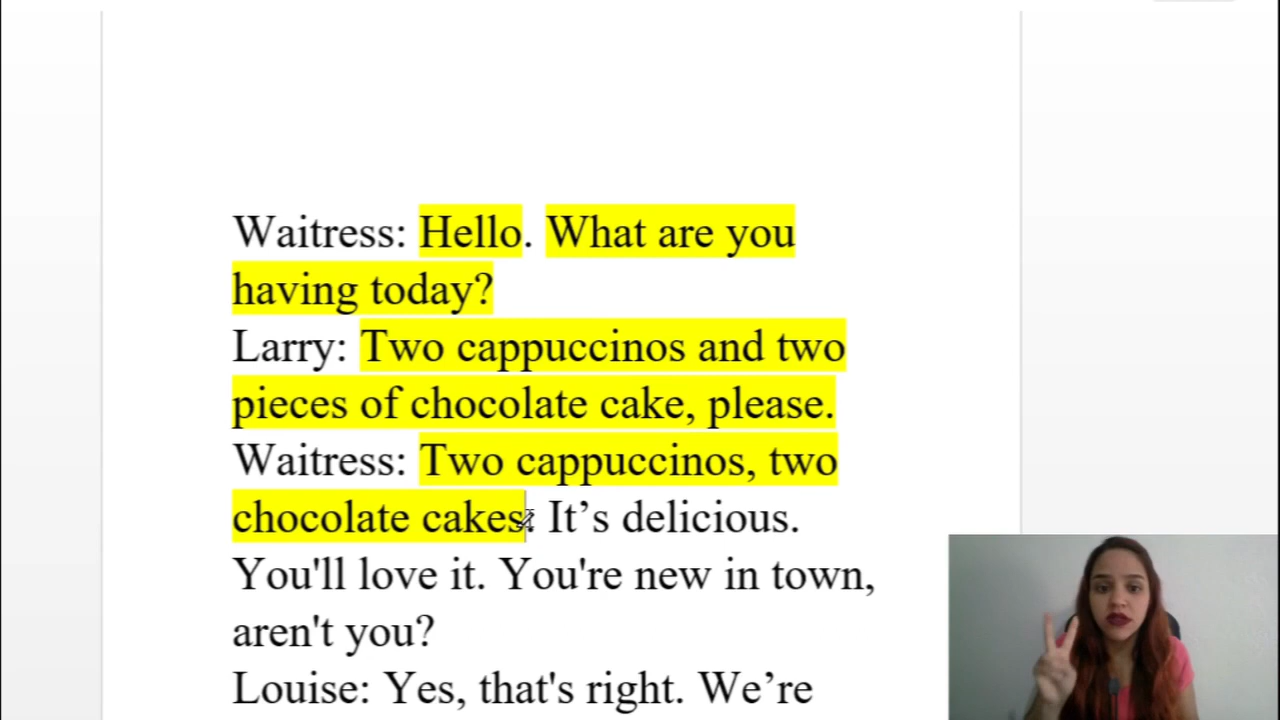 Waitress: Hello. What are you
having today?
Larry: Two cappuccinos and two
pieces of chocolate cake, please.
Waitress: Two cappuccinos, two
chocolate cakes. It’s delicious.
You'll love it. You're new in town,
aren't you?
Louise: Yes, that's right. We’re